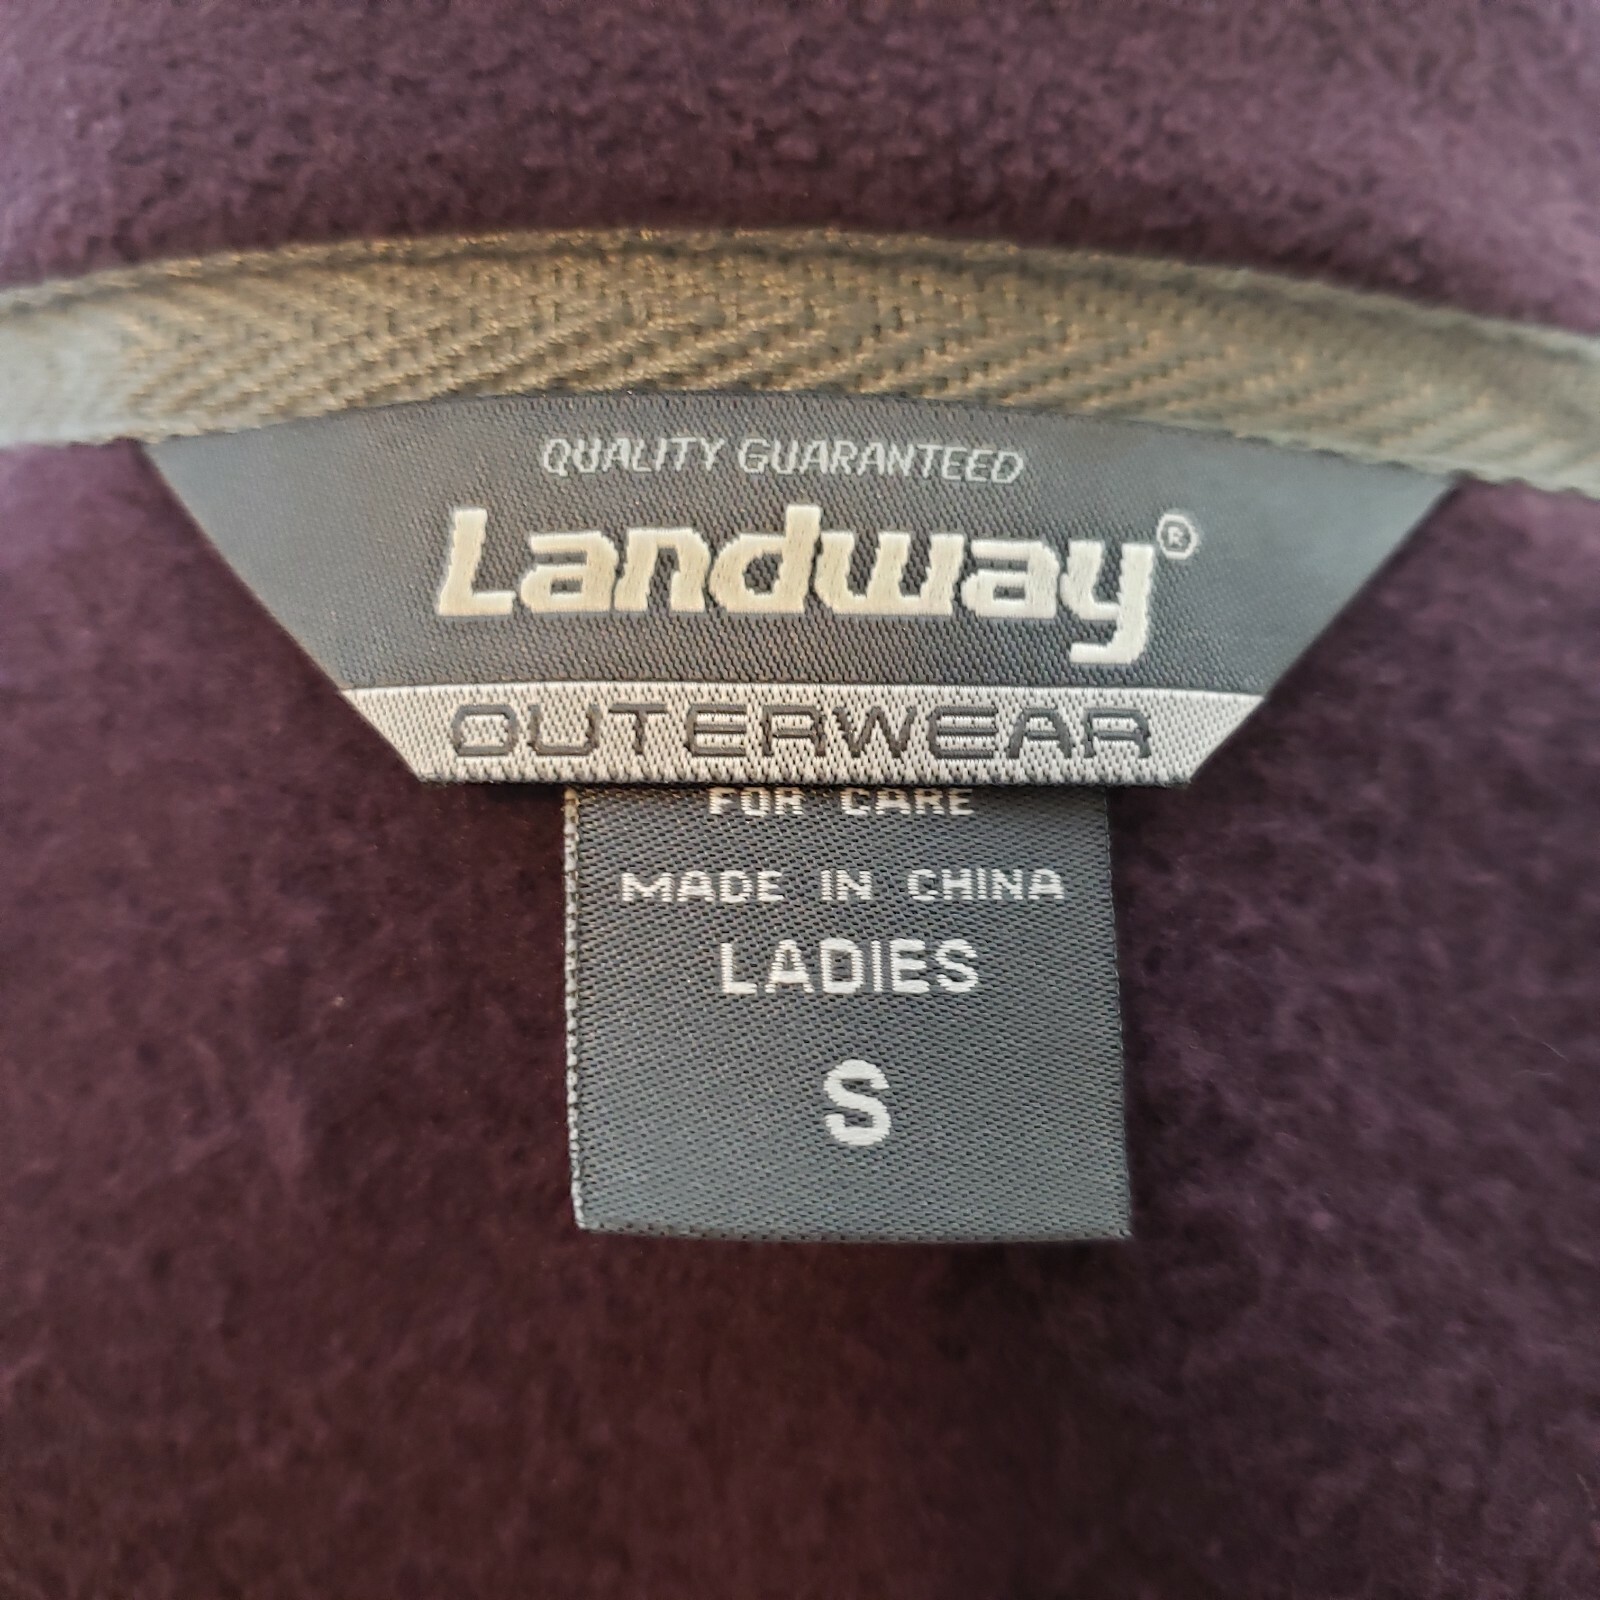 QUALITY GUARANTEED
Landway®
OUTERWEAR
FOR CARE
MADE IN CHINA
LADIES
S